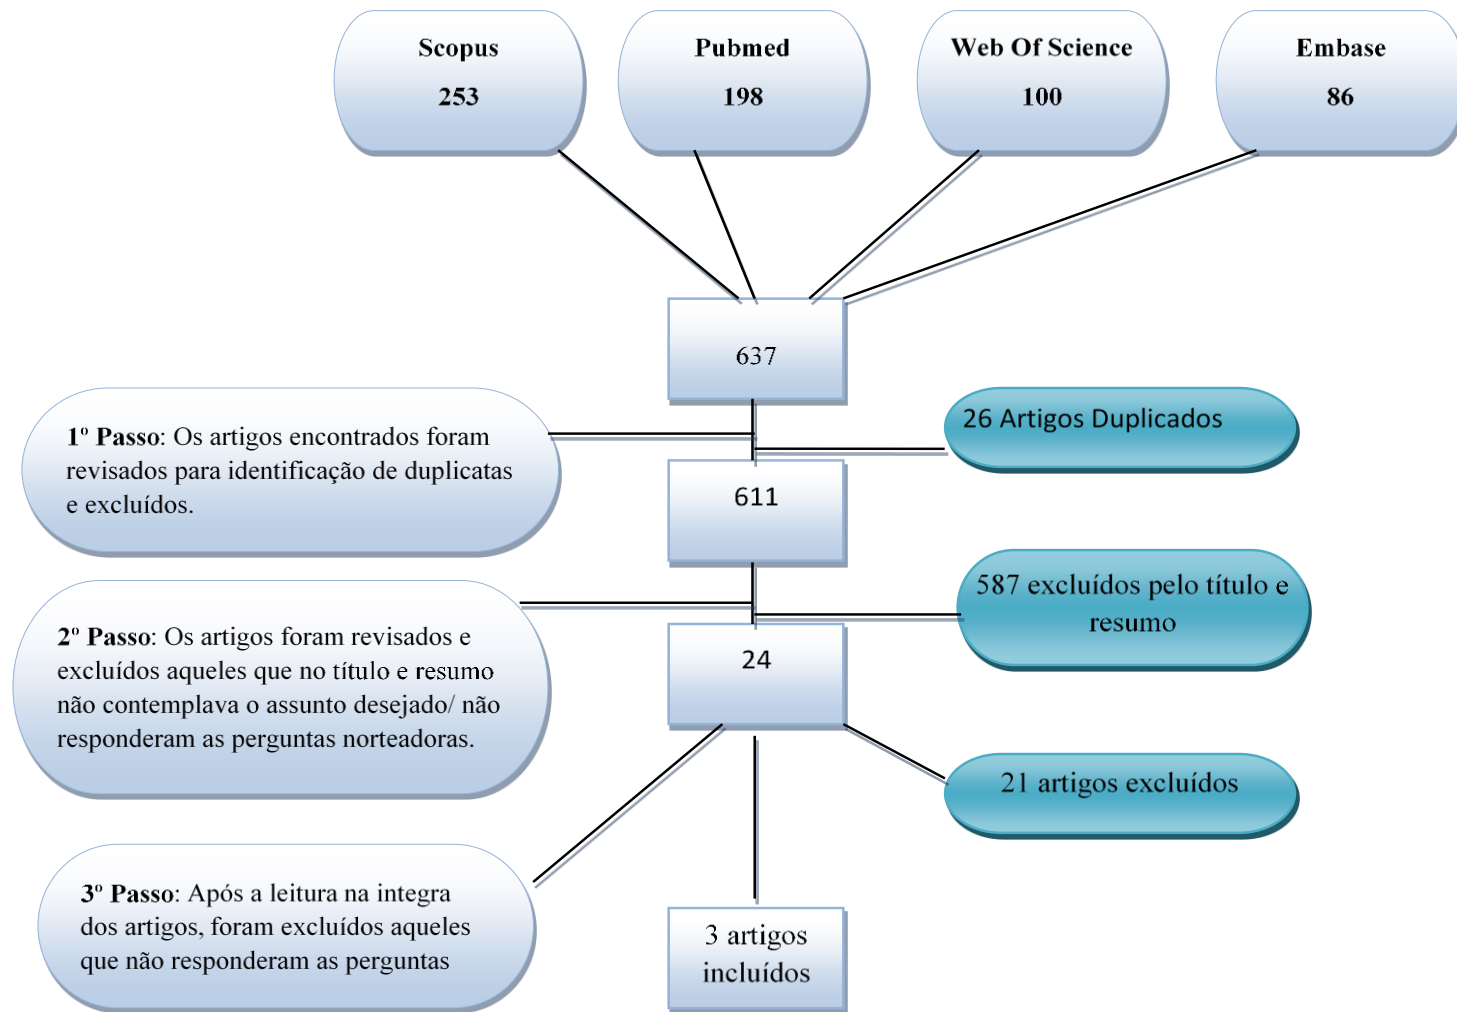 Scopus
253
Pubmed
198
Web Of Science
100
Embase
86
637
1º Passo: Os artigos encontrados foram
revisados para identificação de duplicatas
e excluídos.
26 Artigos Duplicados
611
2º Passo: Os artigos foram revisados e
excluídos aqueles que no título e resumo
não contemplava o assunto desejado/ não
responderam as perguntas norteadoras.
587 excluídos pelo título e
resumo
24
21 artigos excluídos
3º Passo: Após a leitura na integra
dos artigos, foram excluídos aqueles
que não responderam as perguntas
3 artigos
incluídos